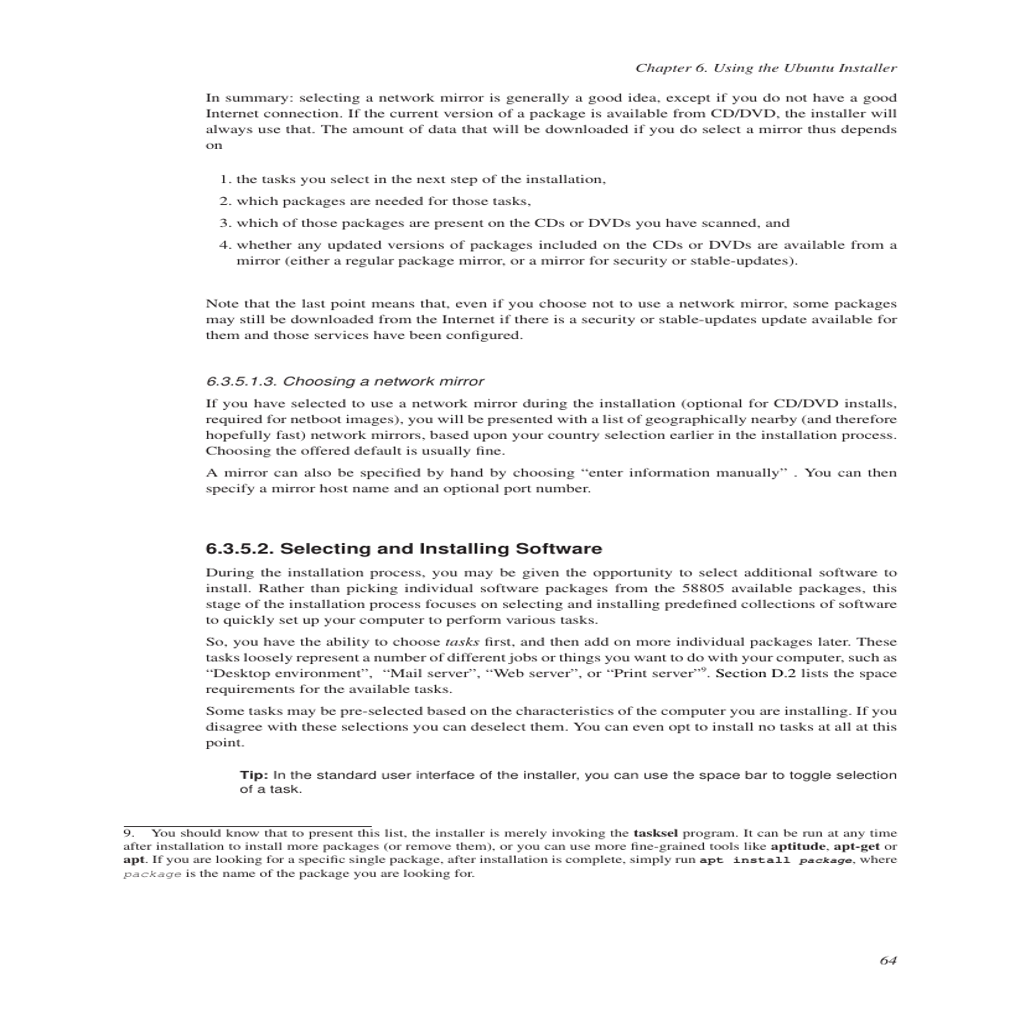 Chapter 6. Using the Ubuntu Installer
In summary: selecting a network mirror is generally a good idea, except if you do not have a good
Internet connection. If the current version of a package is available from CD/DVD, the installer will
always use that. The amount of data that will be downloaded if you do select a mirror thus depends
on
1. the tasks you select in the next step of the installation,
2. which packages are needed for those tasks,
3. which of those packages are present on the CDs or DVDs you have scanned, and
4. whether any updated versions of packages included on the CDs or DVDs are available from a
mirror (either a regular package mirror, or a mirror for security or stable-updates).
Note that the last point means that, even if you choose not to use a network mirror, some packages
may still be downloaded from the Internet if there is a security or stable-updates update available for
them and those services have been configured.
6.3.5.1.3. Choosing a network mirror
If you have selected to use a network mirror during the installation (optional for CD/DVD installs,
required for netboot images), you will be presented with a list of geographically nearby (and therefore
hopefully fast) network mirrors, based upon your country selection earlier in the installation process.
Choosing the offered default is usually fine.
A mirror can also be specified by hand by choosing “enter information manually” . You can then
specify a mirror host name and an optional port number.
6.3.5.2. Selecting and Installing Software
During the installation process, you may be given the opportunity to select additional software to
install. Rather than picking individual software packages from the 58805 available packages, this
stage of the installation process focuses on selecting and installing predefined collections of software
to quickly set up your computer to perform various tasks.
So, you have the ability to choose tasks first, and then add on more individual packages later. These
tasks loosely represent a number of different jobs or things you want to do with your computer, such as
“Desktop environment”, “Mail server”, “Web server”, or “Print server”9. Section D.2 lists the space
requirements for the available tasks.
Some tasks may be pre-selected based on the characteristics of the computer you are installing. If you
disagree with these selections you can deselect them. You can even opt to install no tasks at all at this
point.
Tip: In the standard user interface of the installer, you can use the space bar to toggle selection
of a task.
9. You should know that to present this list, the installer is merely invoking the tasksel program. It can be run at any time
after installation to install more packages (or remove them), or you can use more fine-grained tools like aptitude, apt-get or
apt. If you are looking for a specific single package, after installation is complete, simply run apt install package, where
package is the name of the package you are looking for.
64